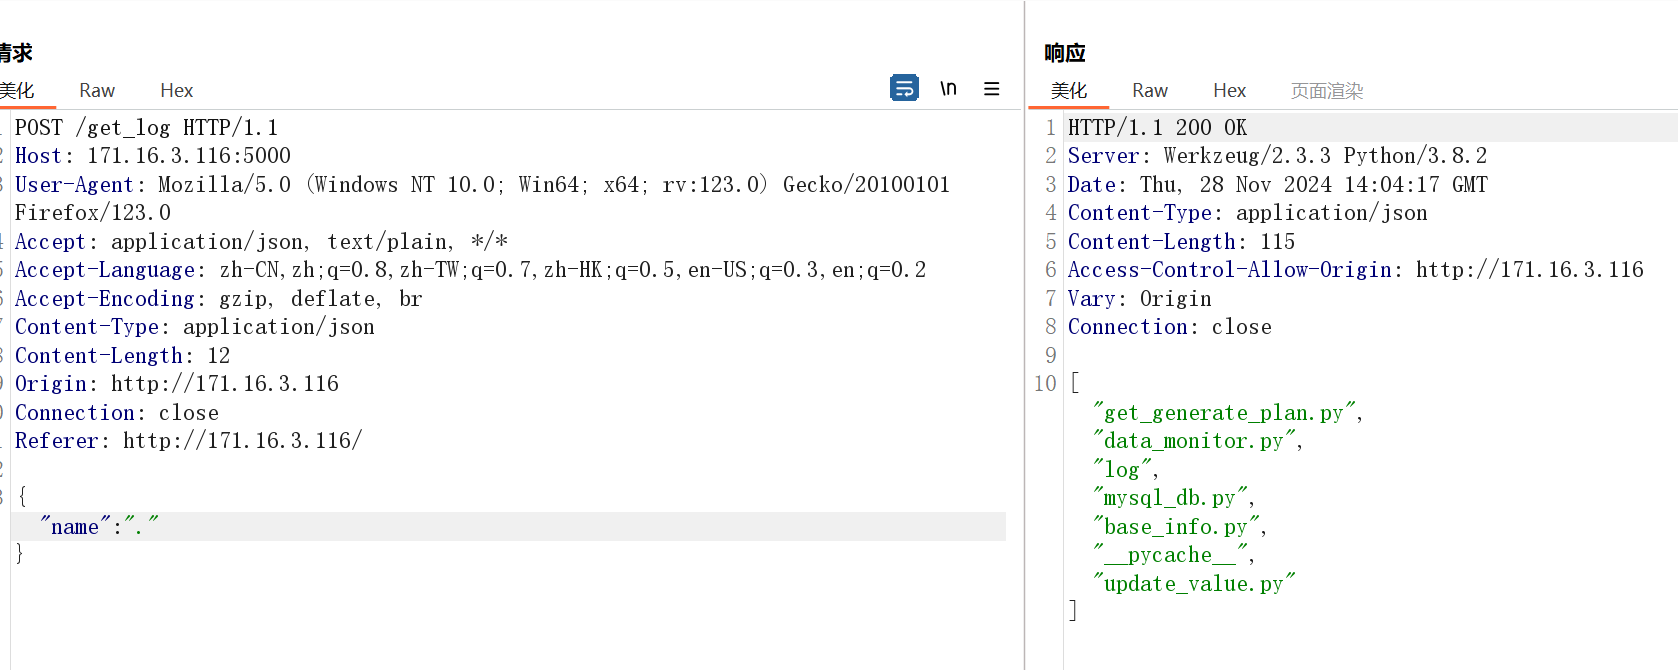 请求
美化 Raw Hex \n
POST /get_log HTTP/1.1
Host: 171.16.3.116:5000
User-Agent: Mozilla/5.0 (Windows NT 10.0; Win64; x64; rv:123.0) Gecko/20100101
Firefox/123.0
Accept: application/json, text/plain, */*
Accept-Language: zh-CN,zh;q=0.8,zh-TW;q=0.7,zh-HK;q=0.5,en-US;q=0.3,en;q=0.2
Accept-Encoding: gzip, deflate, br
Content-Type: application/json
Content-Length: 12
Origin: http://171.16.3.116
Connection: close
Referer: http://171.16.3.116/
{
"name":"."
}
响应
美化 Raw Hex 页面渲染
1 HTTP/1.1 200 OK
2 Server: Werkzeug/2.3.3 Python/3.8.2
3 Date: Thu, 28 Nov 2024 14:04:17 GMT
4 Content-Type: application/json
5 Content-Length: 115
6 Access-Control-Allow-Origin: http://171.16.3.116
7 Vary: Origin
8 Connection: close
9
10 [
"get_generate_plan.py",
"data_monitor.py",
"log",
"mysql_db.py",
"base_info.py",
"__pycache__",
"update_value.py"
]